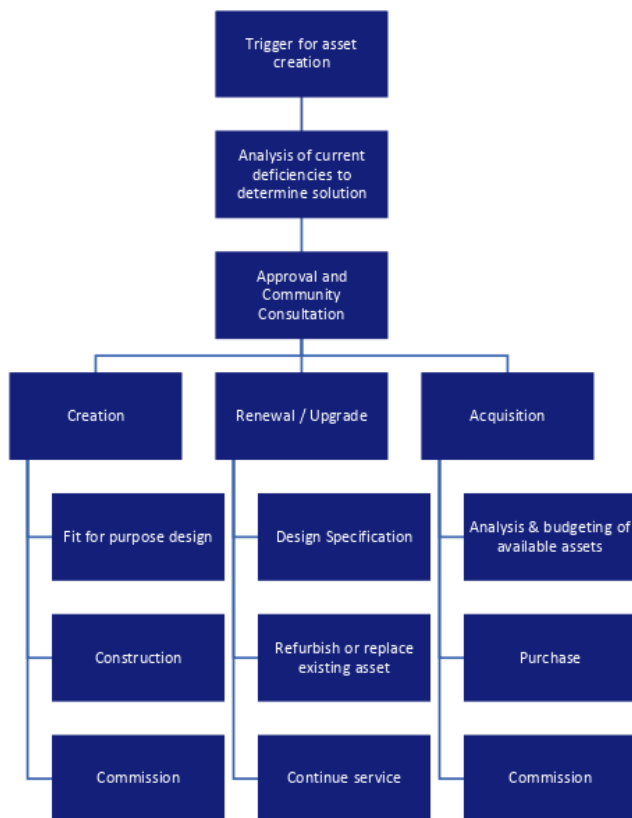 Trigger for asset
creation
Analysis of current
deficiencies to
determine solution
Approval and
Community
Consultation
Creation
Renewal / Upgrade
Acquisition
Fit for purpose design
Design Specification
Analysis & budgeting of
available assets
Construction
Refurbish or replace
existing asset
Purchase
Commission
Continue service
Commission